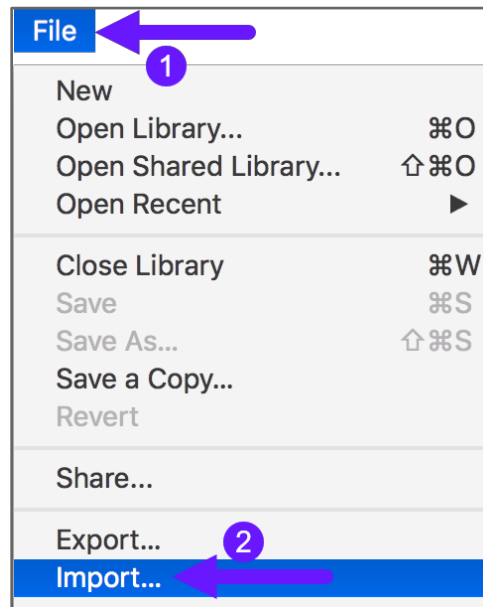 File
1
New
Open Library... ⌘O
Open Shared Library... ⇧⌘O
Open Recent ▶
Close Library ⌘W
Save ⌘S
Save As... ⇧⌘S
Save a Copy...
Revert
Share...
Export... 2
Import...